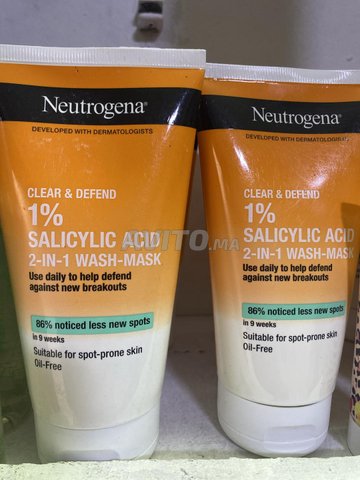 Neutrogena®
DEVELOPED WITH DERMATOLOGISTS
CLEAR & DEFEND
1%
SALICYLIC ACID
2-IN-1 WASH-MASK
Use daily to help defend
against new breakouts
86% noticed less new spots
in 9 weeks
Suitable for spot-prone skin
Oil-Free
Neutrogena®
DEVELOPED WITH DERMATOLOGISTS
CLEAR & DEFEND
1%
SALICYLIC ACID
2-IN-1 WASH-MASK
Use daily to help defend
against new breakouts
86% noticed less new spots
in 9 weeks
Suitable for spot-prone skin
Oil-Free
AVITO.ma